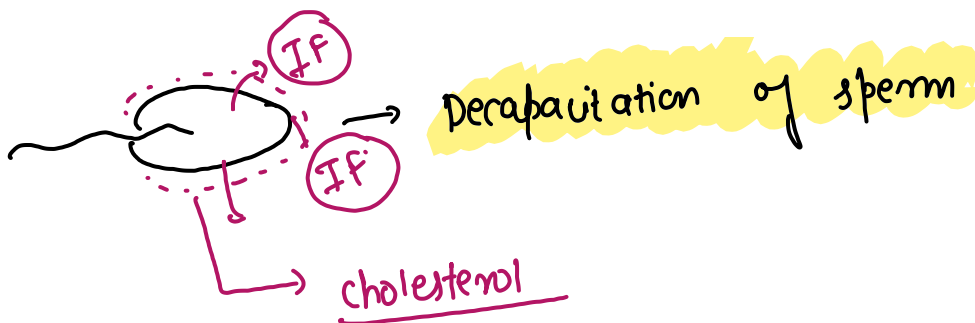 If
Decapacitation of sperm
If
cholesterol